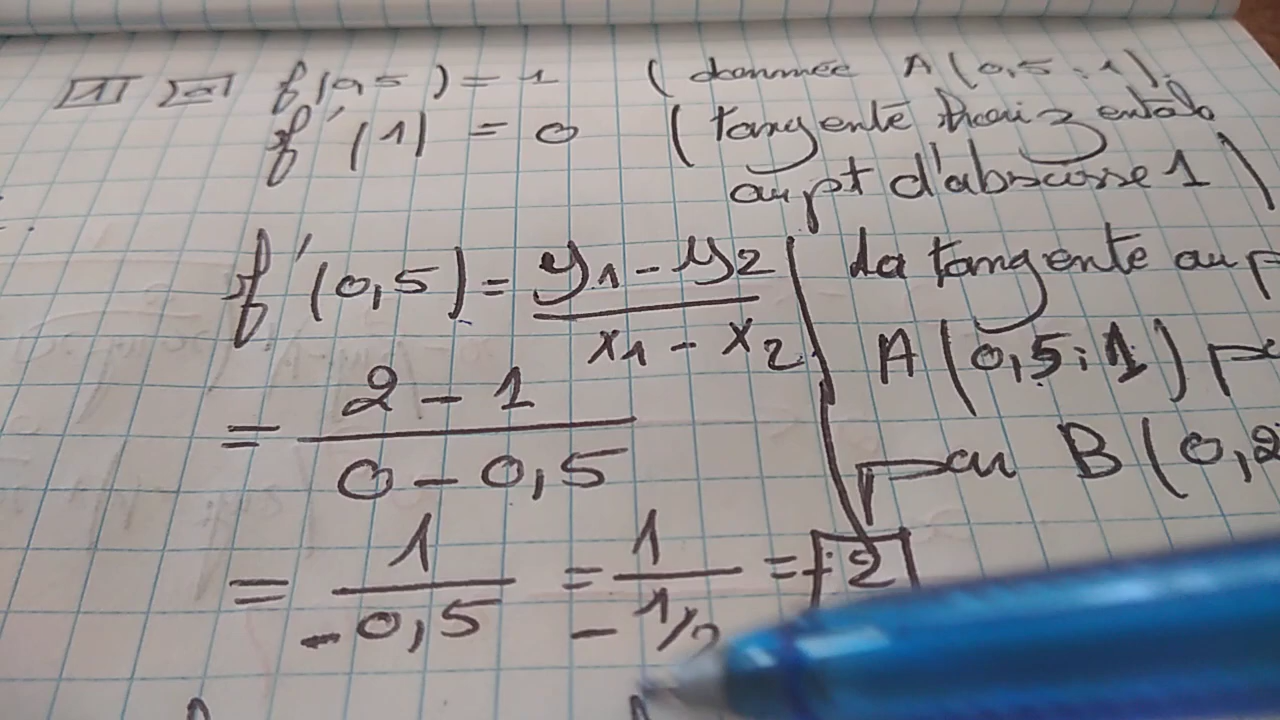 1 a f(0,5) = 1 (donnée A(0,5;1).
f'(1) = 0 (tangente horizontale
au pt d'abscisse 1)
f'(0,5) = y1 - y2 / x1 - x2
= 2 - 1 / 0 - 0,5
= 1 / -0,5 = 1 / -1/2 = -2
La tangente au p
A(0,5;1) p
par B(0,2